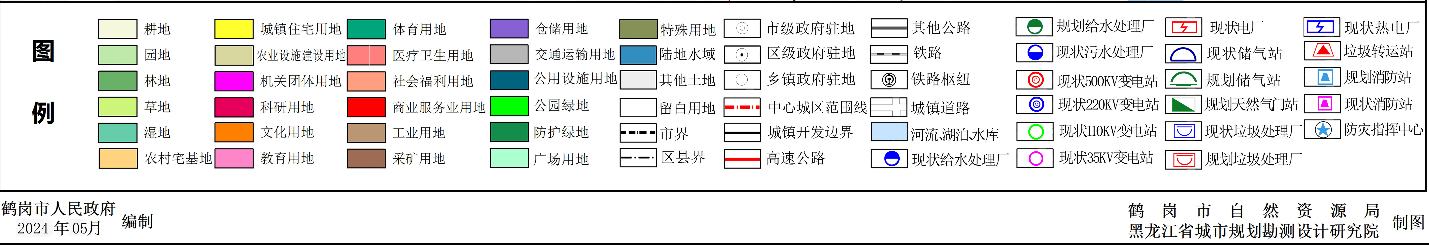 图例
耕地
园地
林地
草地
湿地
农村宅基地
城镇住宅用地
农业设施建设用地
机关团体用地
科研用地
文化用地
教育用地
体育用地
医疗卫生用地
社会福利用地
商业服务业用地
工业用地
采矿用地
仓储用地
交通运输用地
公用设施用地
公园绿地
防护绿地
广场用地
特殊用地
陆地水域
其他土地
留白用地
市界
区县界
市级政府驻地
区级政府驻地
乡镇政府驻地
中心城区范围线
城镇开发边界
高速公路
其他公路
铁路
铁路枢纽
城镇道路
河流湖泊水库
现状给水处理厂
规划给水处理厂
现状污水处理厂
现状500KV变电站
现状220KV变电站
现状110KV变电站
现状35KV变电站
现状电厂
现状储气站
规划储气站
规划天然气门站
现状垃圾处理厂
规划垃圾处理厂
现状热电厂
垃圾转运站
规划消防站
现状消防站
防灾指挥中心
鹤岗市人民政府
2024年05月
编制
鹤岗市自然资源局
黑龙江省城市规划勘测设计研究院
制图